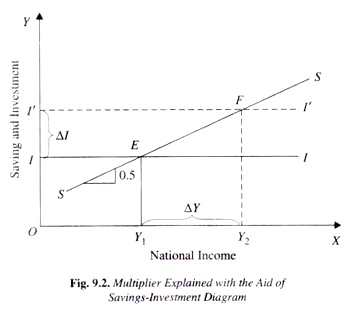 Y
Saving and Investment
S
I'
F
I'
ΔI
E
I
I
0.5
S
ΔY
O
Y₁
Y₂
X
National Income
Fig. 9.2. Multiplier Explained with the Aid of
Savings-Investment Diagram